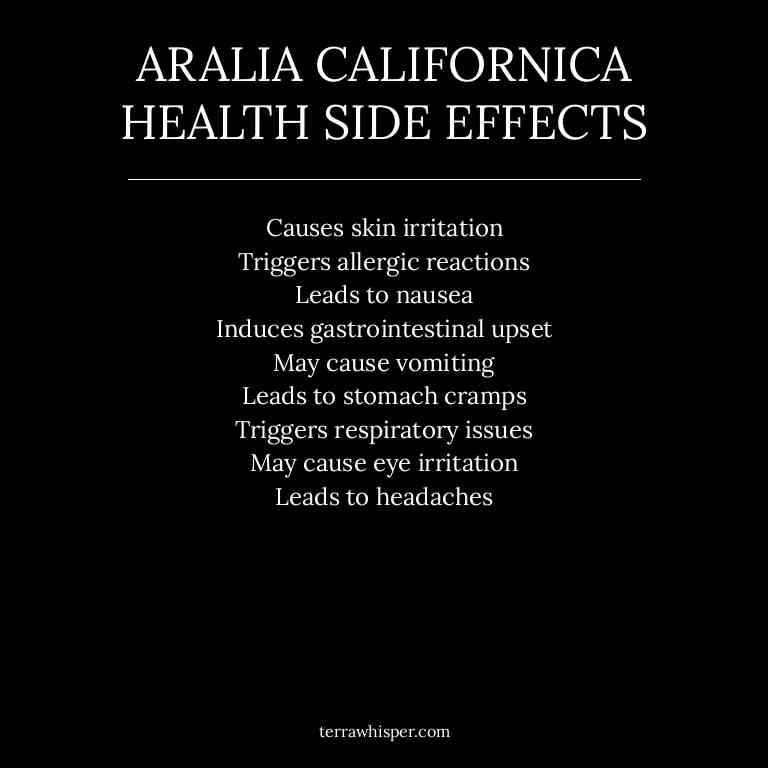 ARALIA CALIFORNICA
HEALTH SIDE EFFECTS
Causes skin irritation
Triggers allergic reactions
Leads to nausea
Induces gastrointestinal upset
May cause vomiting
Leads to stomach cramps
Triggers respiratory issues
May cause eye irritation
Leads to headaches
terrawhisper.com